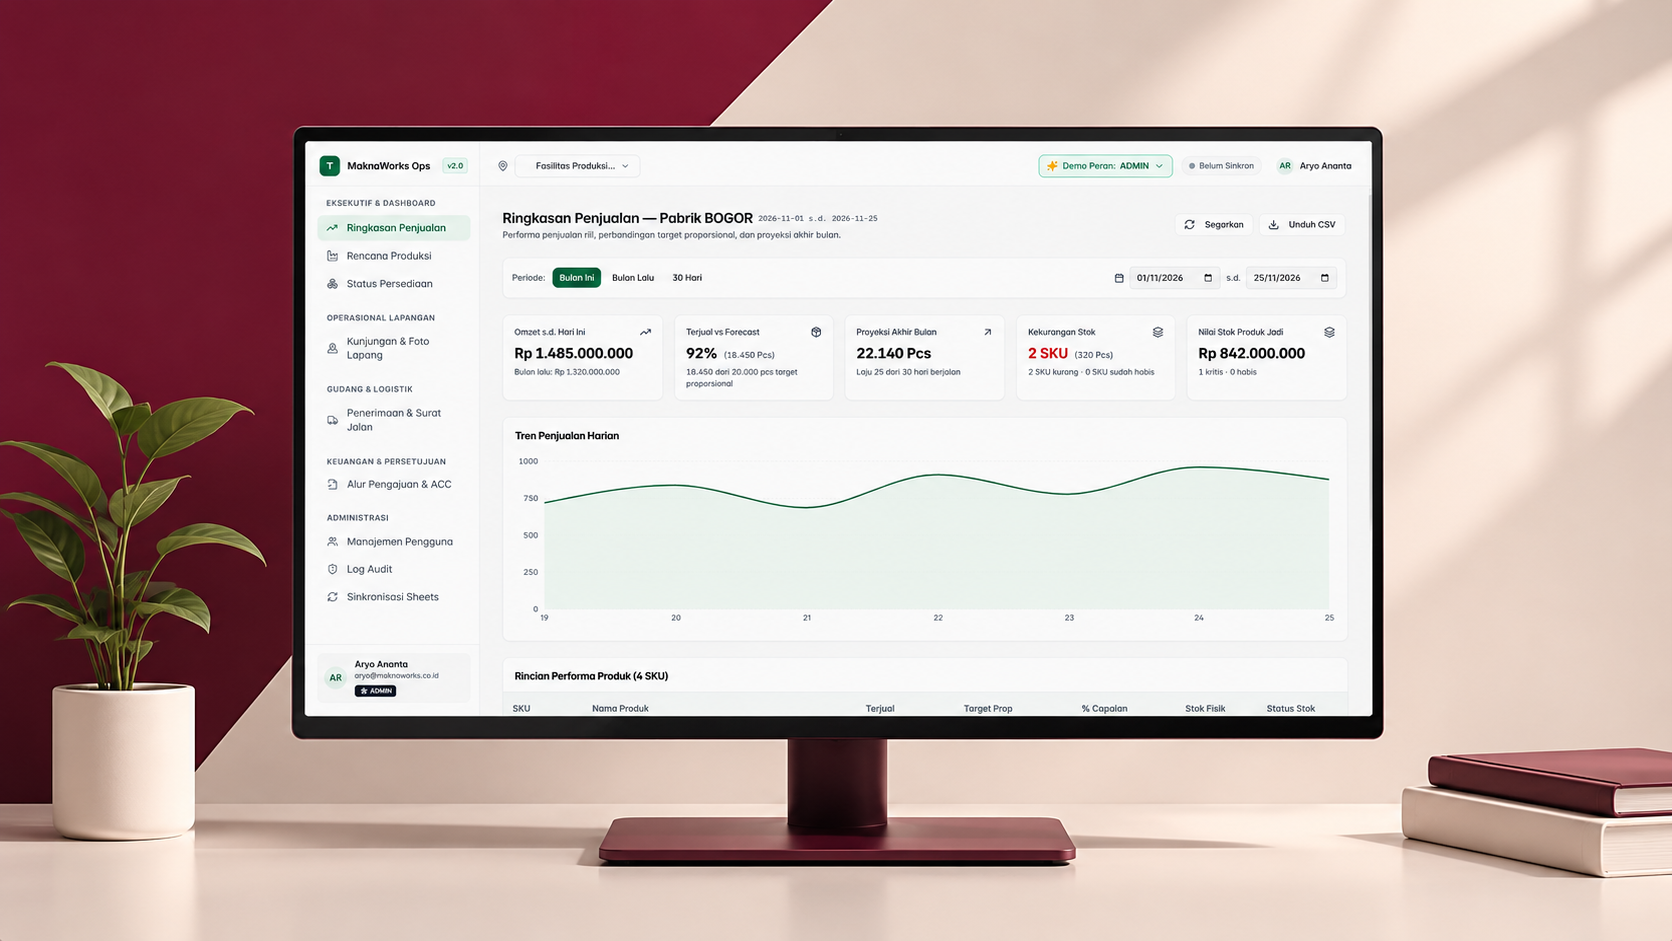 T MaknaWorks Ops v2.0
Fasilitas Produksi...
Demo Peran: ADMIN
Belum Sinkron
AR Aryo Ananta
EKSEKUTIF & DASHBOARD
Ringkasan Penjualan
Rencana Produksi
Status Persediaan
OPERASIONAL LAPANGAN
Kunjungan & Foto
Lapang
GUDANG & LOGISTIK
Penerimaan & Surat
Jalan
KEUANGAN & PERSETUJUAN
Alur Pengajuan & ACC
ADMINISTRASI
Manajemen Pengguna
Log Audit
Sinkronisasi Sheets
AR
Aryo Ananta
aryo@maknaworks.co.id
ADMIN
Ringkasan Penjualan — Pabrik BOGOR 2026-11-01 s.d. 2026-11-25
Performa penjualan riil, perbandingan target proporsional, dan proyeksi akhir bulan.
Segarkan
Unduh CSV
Periode: Bulan Ini Bulan Lalu 30 Hari
01/11/2026 s.d. 25/11/2026
Omzet s.d. Hari Ini
Rp 1.485.000.000
Bulan lalu: Rp 1.320.000.000
Terjual vs Forecast
92% (18.450 Pcs)
18.450 dari 20.000 pcs target
proporsional
Proyeksi Akhir Bulan
22.140 Pcs
Laju 25 dari 30 hari berjalan
Kekurangan Stok
2 SKU (320 Pcs)
2 SKU kurang · 0 SKU sudah habis
Nilai Stok Produk Jadi
Rp 842.000.000
1 kritis · 0 habis
Tren Penjualan Harian
1000
750
500
250
0
19 20 21 22 23 24 25
Rincian Performa Produk (4 SKU)
SKU Nama Produk Terjual Target Prop % Capaian Stok Fisik Status Stok